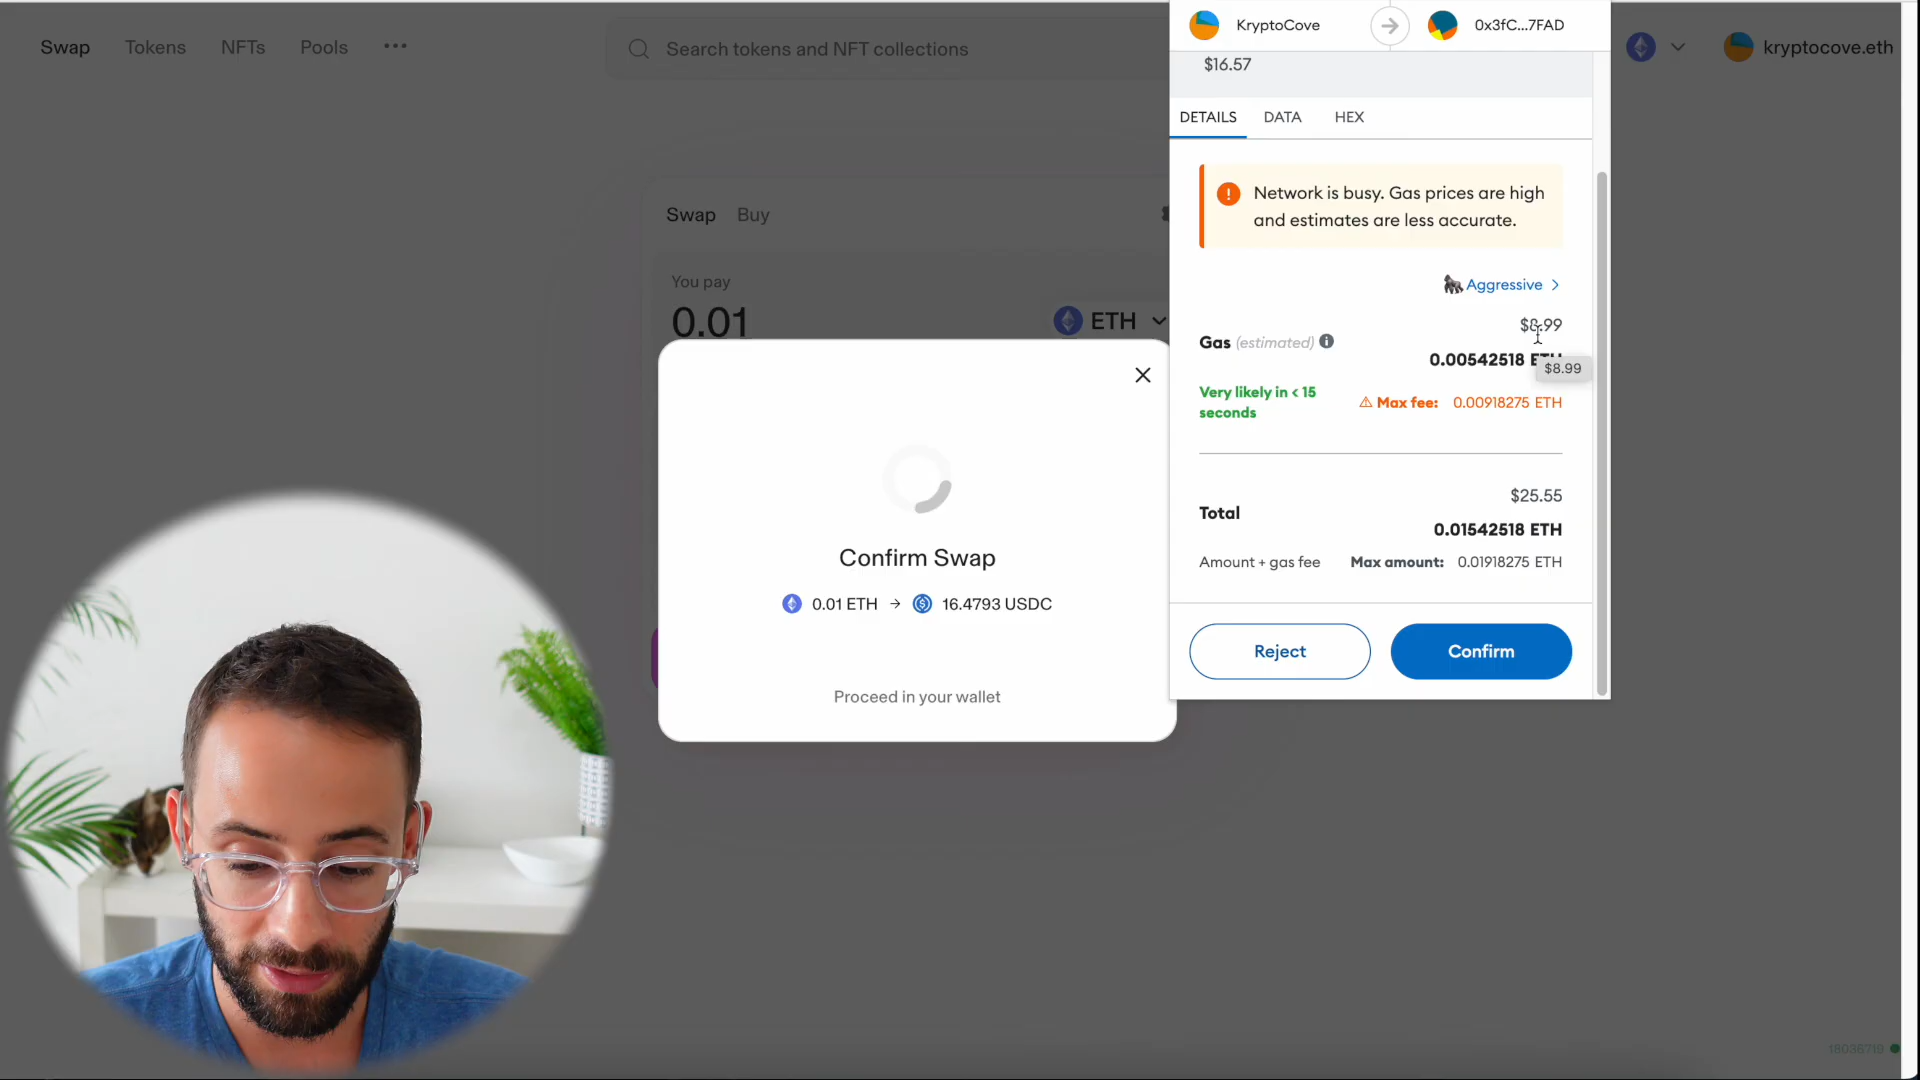 Swap
Tokens
NFTs
Pools
Search tokens and NFT collections
kryptocove.eth
KryptoCove
0x3fC...7FAD
$16.57
DETAILS
DATA
HEX
Network is busy. Gas prices are high
and estimates are less accurate.
Aggressive >
$8.99
Gas (estimated)
0.00542518 ETH
$8.99
Very likely in < 15
seconds
Max fee: 0.00918275 ETH
$25.55
Total
0.01542518 ETH
Amount + gas fee
Max amount: 0.01918275 ETH
Reject
Confirm
Swap
Buy
You pay
0.01
ETH
Confirm Swap
0.01 ETH → 16.4793 USDC
Proceed in your wallet
18035719